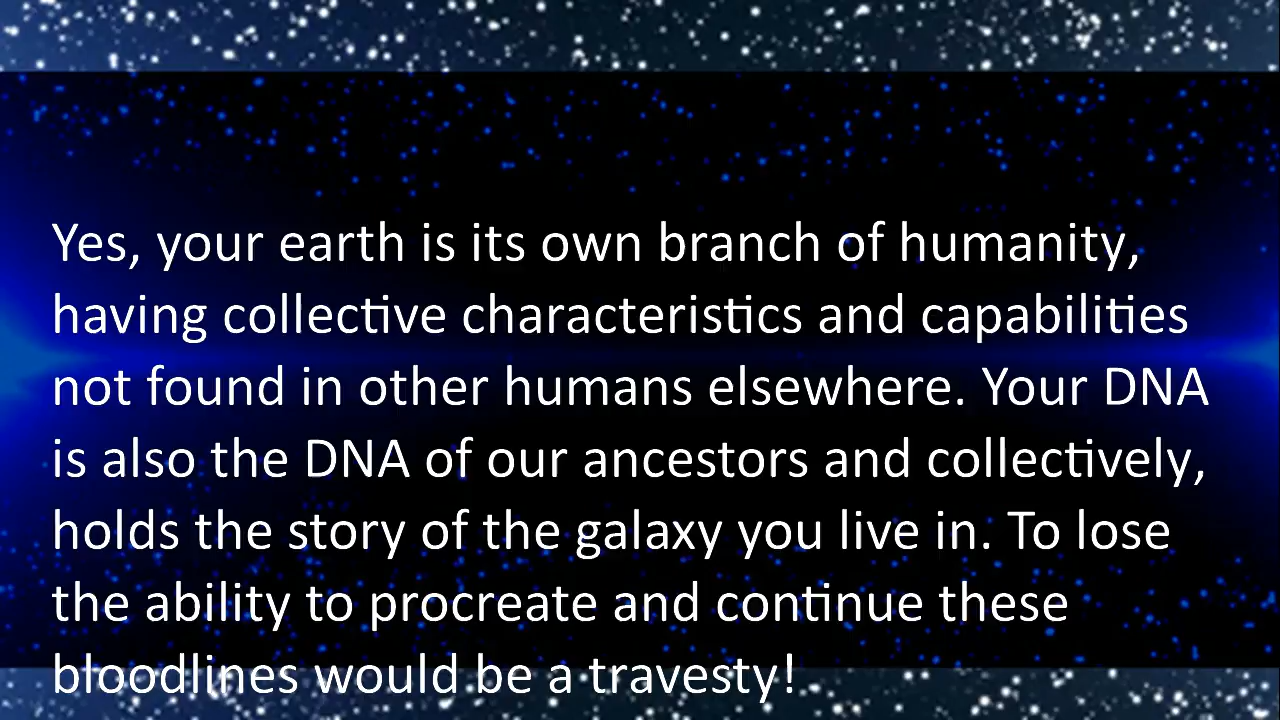 Yes, your earth is its own branch of humanity,
having collective characteristics and capabilities
not found in other humans elsewhere. Your DNA
is also the DNA of our ancestors and collectively,
holds the story of the galaxy you live in. To lose
the ability to procreate and continue these
bloodlines would be a travesty!